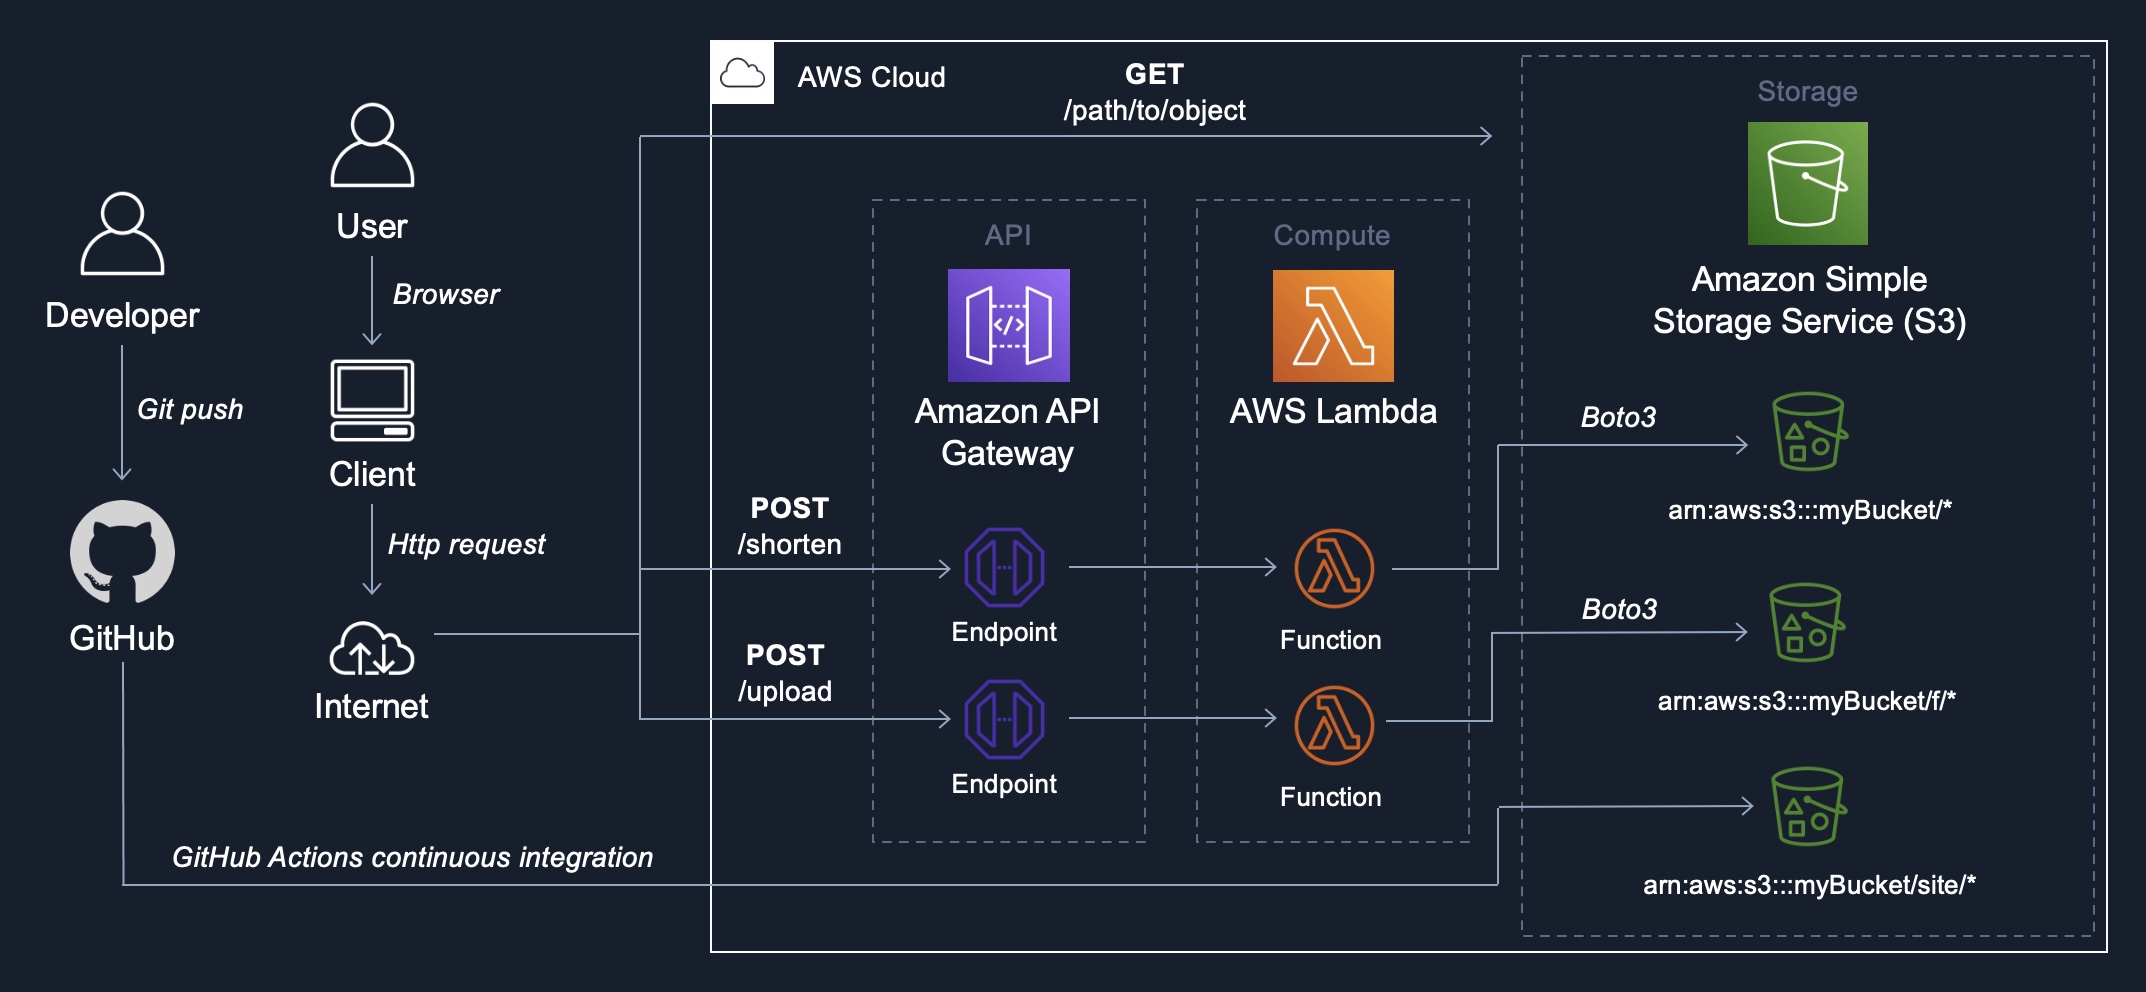 AWS Cloud
GET
/path/to/object
Storage
Amazon Simple
Storage Service (S3)
User
Developer
Browser
Git push
Client
Http request
GitHub
Internet
API
Amazon API
Gateway
Compute
AWS Lambda
POST
/shorten
Endpoint
Function
Boto3
arn:aws:s3:::myBucket/*
POST
/upload
Endpoint
Function
Boto3
arn:aws:s3:::myBucket/f/*
GitHub Actions continuous integration
arn:aws:s3:::myBucket/site/*